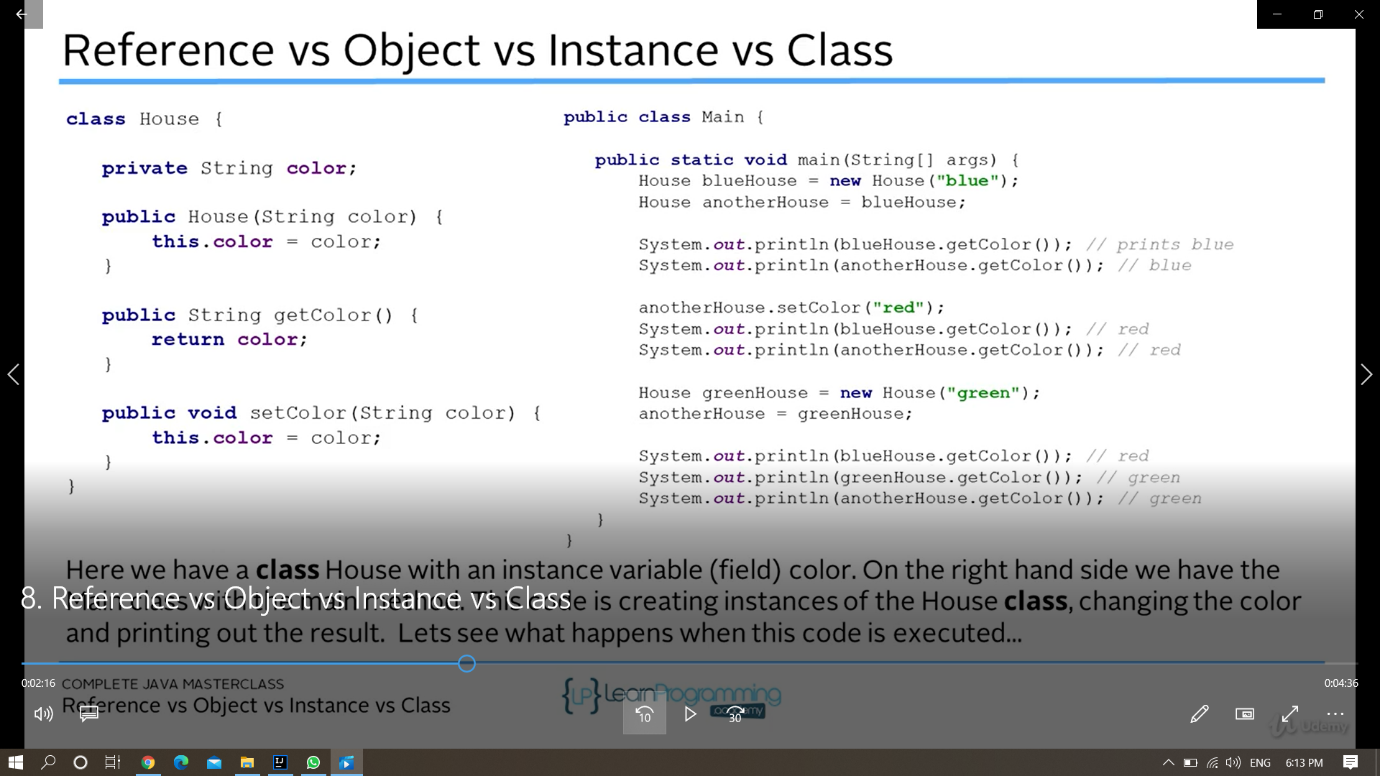 Reference vs Object vs Instance vs Class
class House {
private String color;
public House(String color) {
this.color = color;
}
public String getColor() {
return color;
}
public void setColor(String color) {
this.color = color;
}
}
public class Main {
public static void main(String[] args) {
House blueHouse = new House("blue");
House anotherHouse = blueHouse;
System.out.println(blueHouse.getColor()); // prints blue
System.out.println(anotherHouse.getColor()); // blue
anotherHouse.setColor("red");
System.out.println(blueHouse.getColor()); // red
System.out.println(anotherHouse.getColor()); // red
House greenHouse = new House("green");
anotherHouse = greenHouse;
System.out.println(blueHouse.getColor()); // red
System.out.println(greenHouse.getColor()); // green
System.out.println(anotherHouse.getColor()); // green
}
}
Here we have a class House with an instance variable (field) color. On the right hand side we have the
8. Reference vs Object vs Instance vs Class
is creating instances of the House class, changing the color
and printing out the result. Lets see what happens when this code is executed...
0:02:16
0:04:36
COMPLETE JAVA MASTERCLASS
Reference vs Object vs Instance vs Class
{LP} LearnProgramming
academy
10
30
Udemy
ENG
6:13 PM